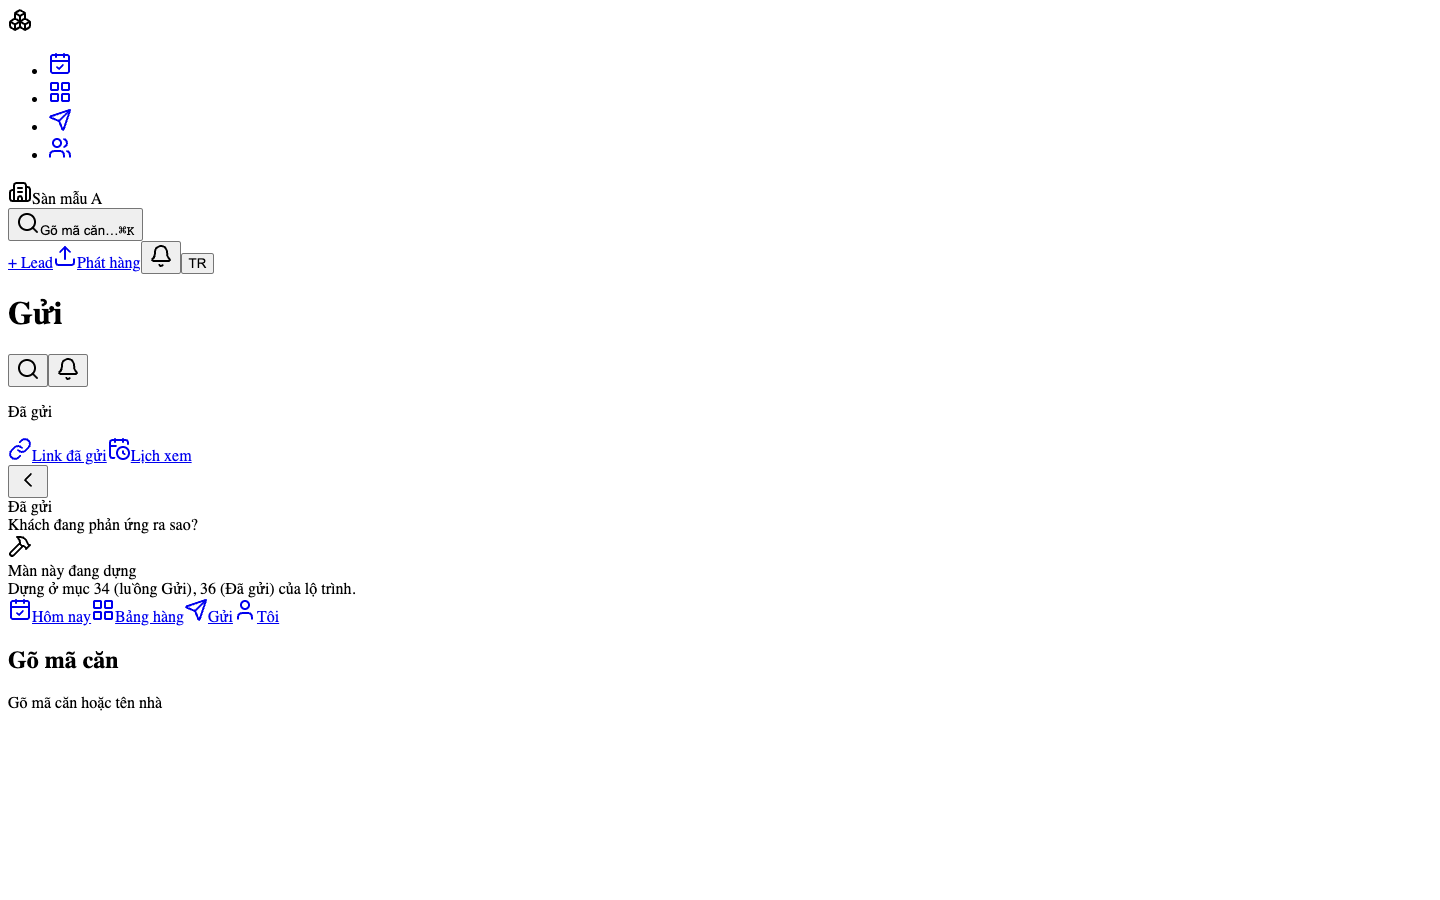 Sàn mẫu A
Gõ mã căn...⌘K
+ Lead Phát hàng TR
Gửi
Đã gửi
Link đã gửi Lịch xem
Đã gửi
Khách đang phản ứng ra sao?
Màn này đang dựng
Dựng ở mục 34 (luồng Gửi), 36 (Đã gửi) của lộ trình.
Hôm nay Bảng hàng Gửi Tôi
Gõ mã căn
Gõ mã căn hoặc tên nhà